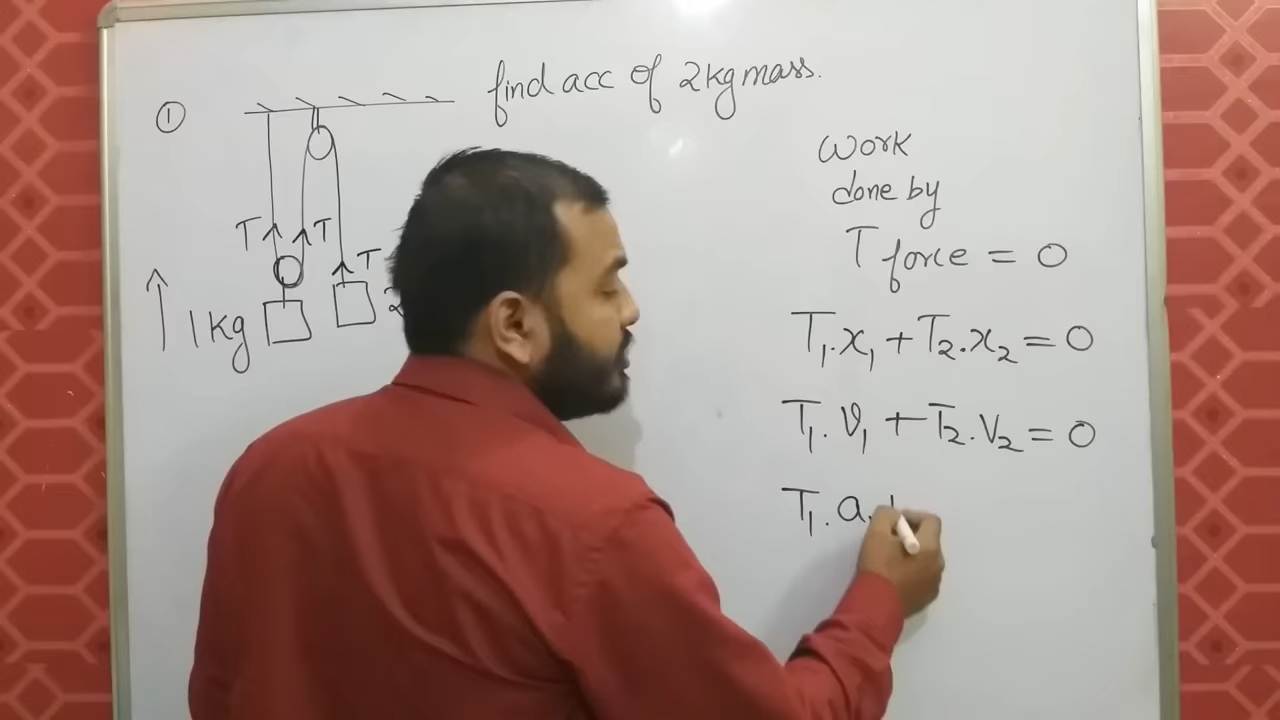 ① find acc of 2kg mass.
T T T
1kg 2
Work
done by
T force = 0
T₁.x₁ + T₂.x₂ = 0
T₁.v₁ + T₂.v₂ = 0
T₁.a